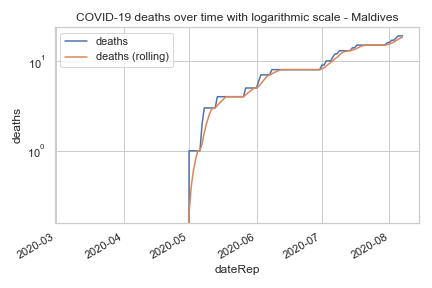 COVID-19 deaths over time with logarithmic scale - Maldives
deaths
deaths (rolling)
10¹
10⁰
deaths
2020-03
2020-04
2020-05
2020-06
2020-07
2020-08
dateRep